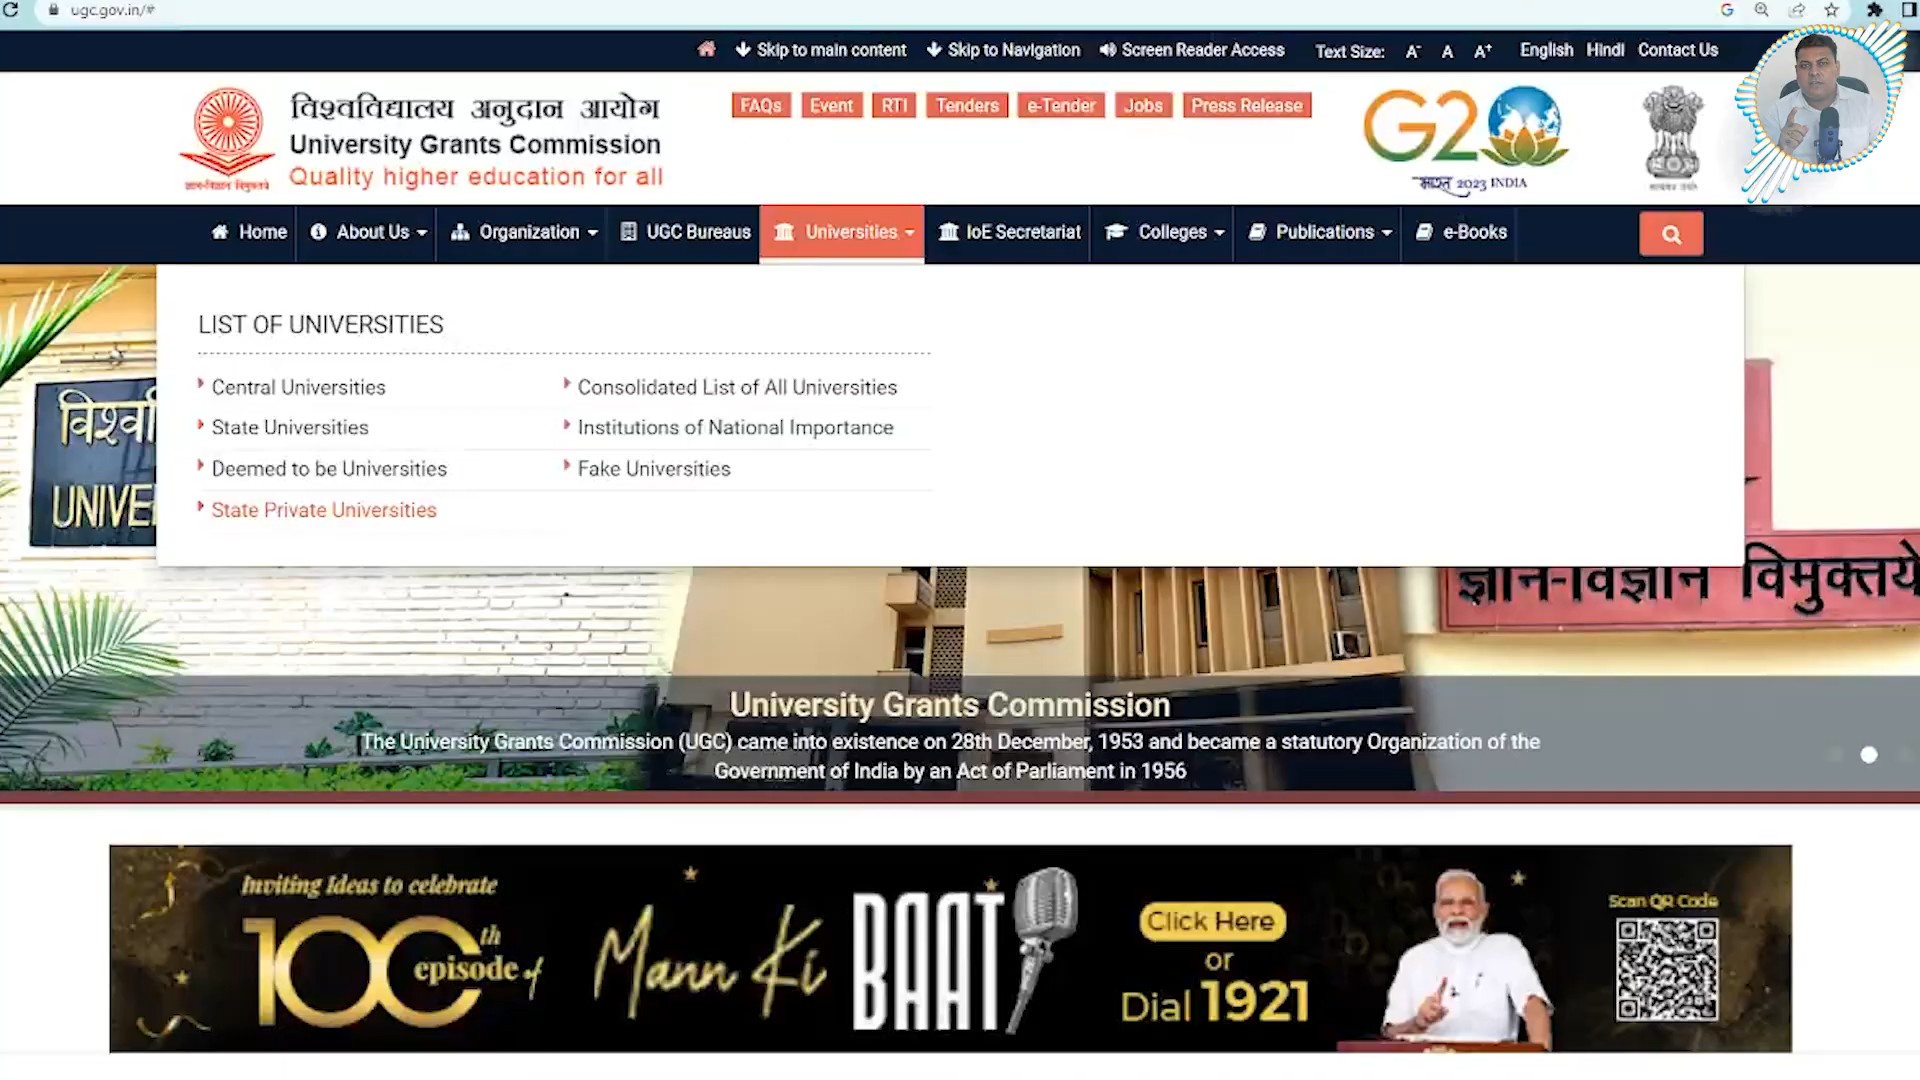 ugc.gov.in/#
Skip to main content
Skip to Navigation
Screen Reader Access
Text Size: A- A A+
English Hindi Contact Us
विश्वविद्यालय अनुदान आयोग
University Grants Commission
Quality higher education for all
ज्ञान-विज्ञान विमुक्तये
FAQs Event RTI Tenders e-Tender Jobs Press Release
G2
भारत 2023 INDIA
सत्यमेव जयते
Home About Us Organization UGC Bureaus Universities IoE Secretariat Colleges Publications e-Books
LIST OF UNIVERSITIES
Central Universities
Consolidated List of All Universities
State Universities
Institutions of National Importance
Deemed to be Universities
Fake Universities
State Private Universities
विश्ववि
UNIVE
ज्ञान-विज्ञान विमुक्तये
University Grants Commission
The University Grants Commission (UGC) came into existence on 28th December, 1953 and became a statutory Organization of the
Government of India by an Act of Parliament in 1956
Inviting Ideas to celebrate
100th episode of
Mann Ki BAAT
Click Here
or
Dial 1921
Scan QR Code